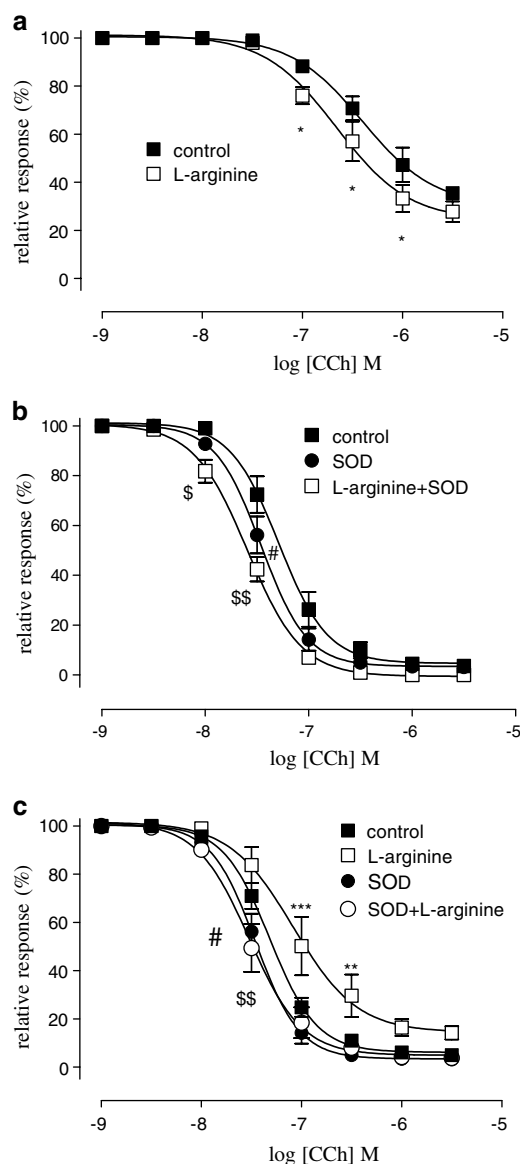 a
relative response (%)
100
80
60
40
20
0
control
L-arginine
*
*
*
-9
-8
-7
-6
-5
log [CCh] M
b
relative response (%)
100
80
60
40
20
0
control
SOD
L-arginine+SOD
$
#
$$
-9
-8
-7
-6
-5
log [CCh] M
c
relative response (%)
100
80
60
40
20
0
control
L-arginine
SOD
SOD+L-arginine
***
**
#
$$
-9
-8
-7
-6
-5
log [CCh] M